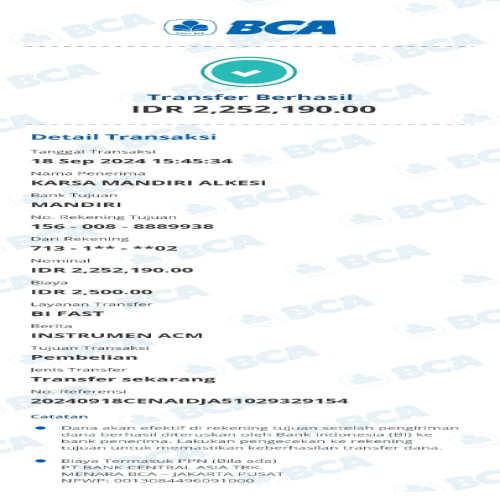 BCA
Transfer Berhasil
IDR 2,252,190.00
Detail Transaksi
Tanggal Transaksi
18 Sep 2024 15:45:34
Nama Penerima
KARSA MANDIRI ALKESI
Bank Tujuan
MANDIRI
No. Rekening Tujuan
156 - 008 - 8889938
Dari Rekening
713 - 1** - **02
Nominal
IDR 2,252,190.00
Biaya
IDR 2,500.00
Layanan Transfer
BI FAST
Berita
INSTRUMEN ACM
Tujuan Transaksi
Pembelian
Jenis Transfer
Transfer sekarang
No. Referensi
20240918CENAIDJA51029329154
Catatan
Dana akan efektif di rekening tujuan setelah pengiriman
dana berhasil diteruskan oleh Bank Indonesia (BI) ke
bank penerima. Lakukan pengecekan ke rekening
tujuan untuk memastikan keberhasilan transfer dana.
Biaya Termasuk PPN (Bila ada)
PT BANK CENTRAL ASIA TBK.
MENARA BCA – JAKARTA PUSAT
NPWP: 0013084496091000